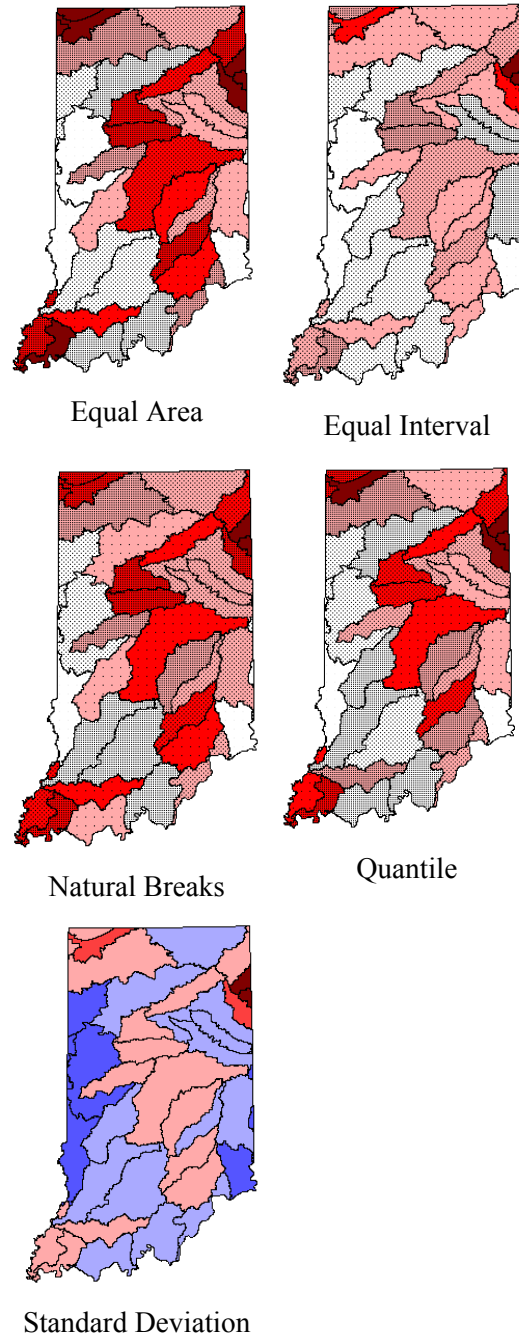 Equal Area
Equal Interval
Natural Breaks
Quantile
Standard Deviation